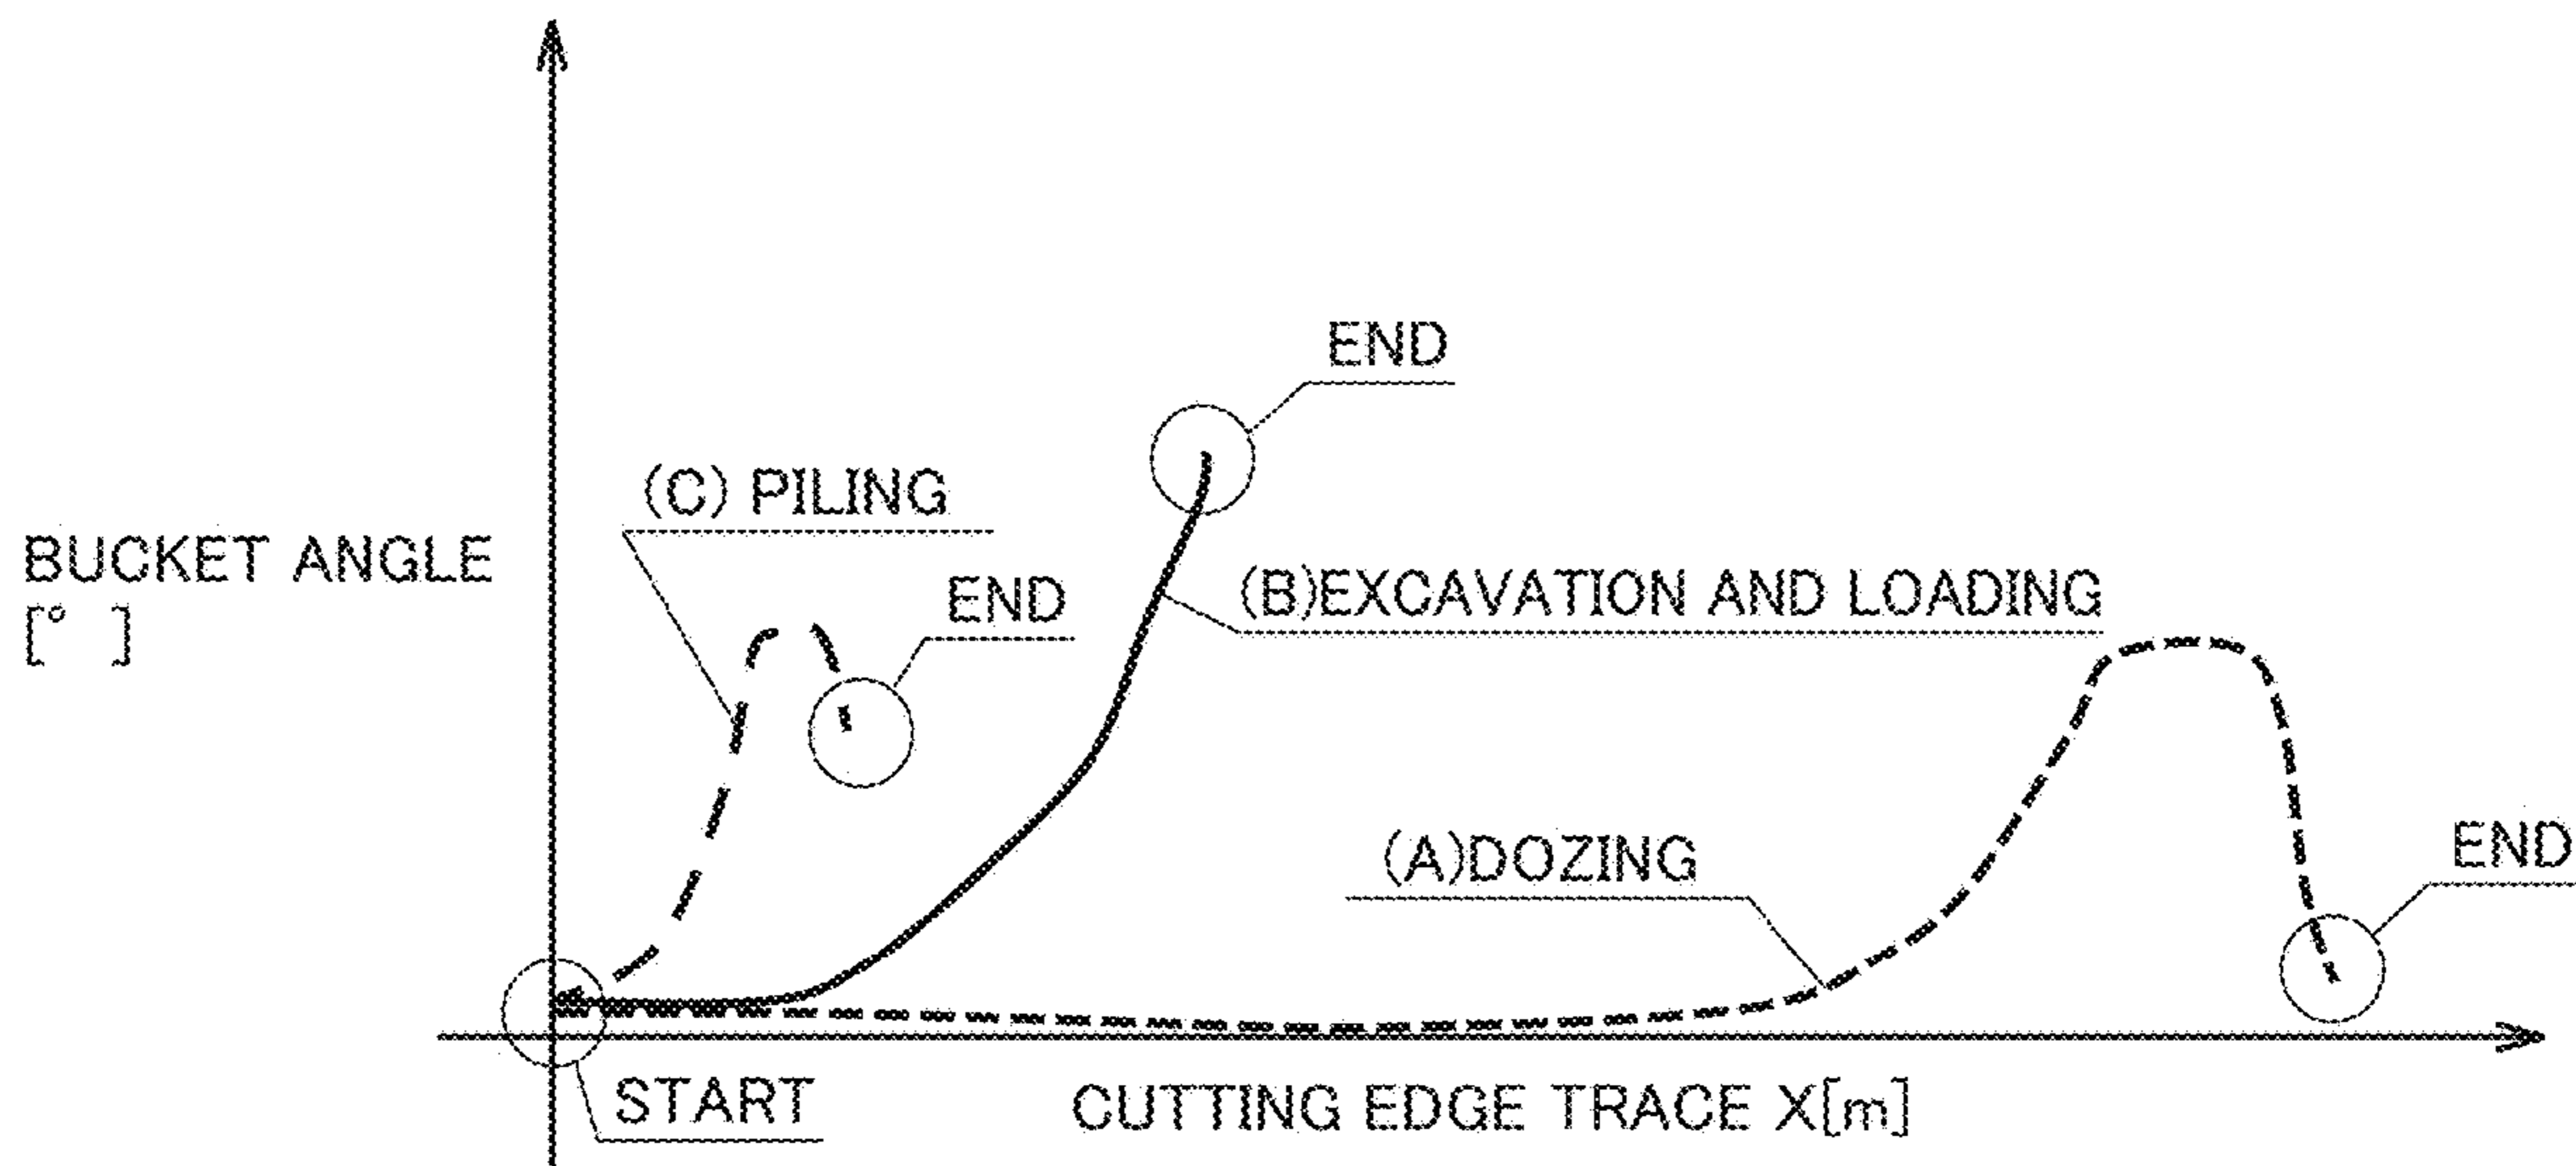 END
(C) PILING
BUCKET ANGLE
[° ]
END
(B)EXCAVATION AND LOADING
(A)DOZING
END
START
CUTTING EDGE TRACE X[m]